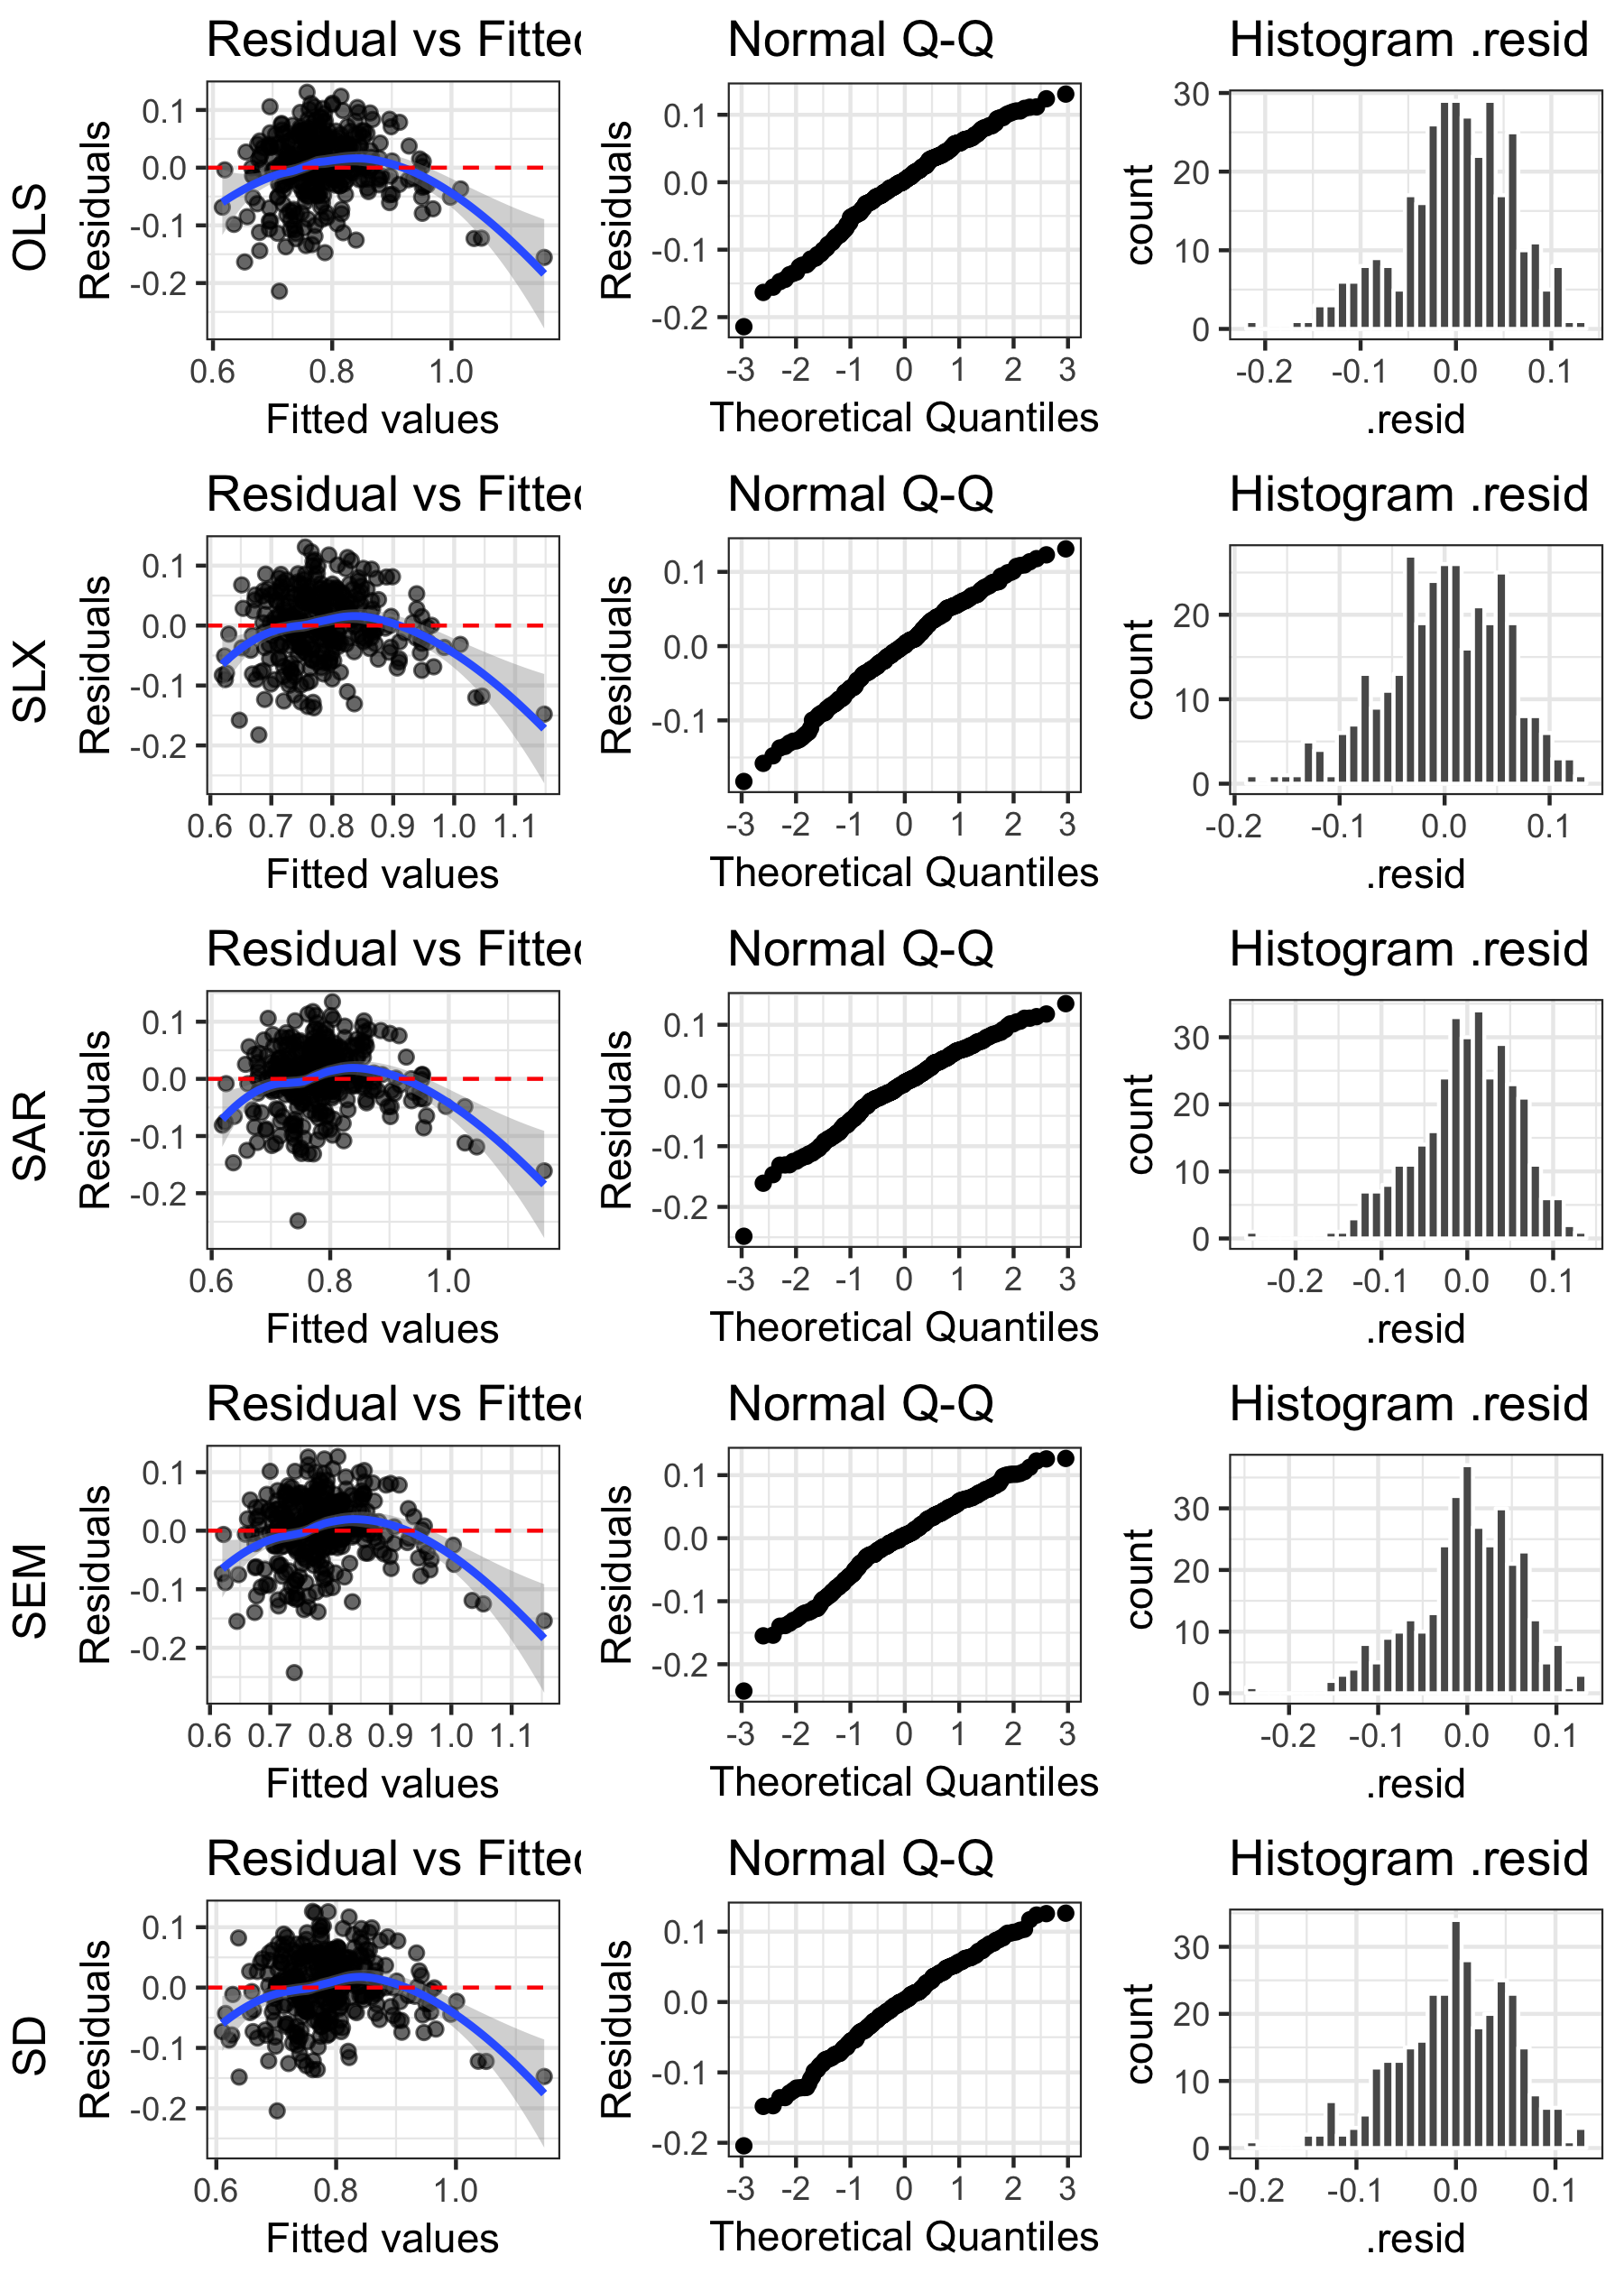 Residual vs Fitted
Normal Q-Q
Histogram .resid
OLS
Residuals
0.1
0.0
-0.1
-0.2
0.6 0.8 1.0
Fitted values
Residuals
0.1
0.0
-0.1
-0.2
-3 -2 -1 0 1 2 3
Theoretical Quantiles
count
30
20
10
0
-0.2 -0.1 0.0 0.1
.resid
Residual vs Fitted
Normal Q-Q
Histogram .resid
SLX
Residuals
0.1
0.0
-0.1
-0.2
0.6 0.7 0.8 0.9 1.0 1.1
Fitted values
Residuals
0.1
0.0
-0.1
-3 -2 -1 0 1 2 3
Theoretical Quantiles
count
20
10
0
-0.2 -0.1 0.0 0.1
.resid
Residual vs Fitted
Normal Q-Q
Histogram .resid
SAR
Residuals
0.1
0.0
-0.1
-0.2
0.6 0.8 1.0
Fitted values
Residuals
0.1
0.0
-0.1
-0.2
-3 -2 -1 0 1 2 3
Theoretical Quantiles
count
30
20
10
0
-0.2 -0.1 0.0 0.1
.resid
Residual vs Fitted
Normal Q-Q
Histogram .resid
SEM
Residuals
0.1
0.0
-0.1
-0.2
0.6 0.7 0.8 0.9 1.0 1.1
Fitted values
Residuals
0.1
0.0
-0.1
-0.2
-3 -2 -1 0 1 2 3
Theoretical Quantiles
count
30
20
10
0
-0.2 -0.1 0.0 0.1
.resid
Residual vs Fitted
Normal Q-Q
Histogram .resid
SD
Residuals
0.1
0.0
-0.1
-0.2
0.6 0.8 1.0
Fitted values
Residuals
0.1
0.0
-0.1
-0.2
-3 -2 -1 0 1 2 3
Theoretical Quantiles
count
30
20
10
0
-0.2 -0.1 0.0 0.1
.resid